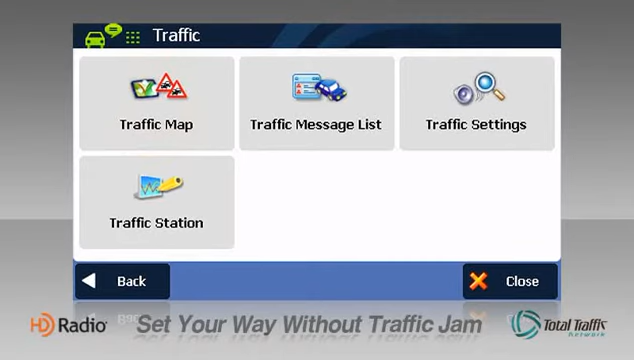 Traffic
Traffic Map
Traffic Message List
Traffic Settings
Traffic Station
Back
Close
HD Radio
Set Your Way Without Traffic Jam
Total Traffic
Network